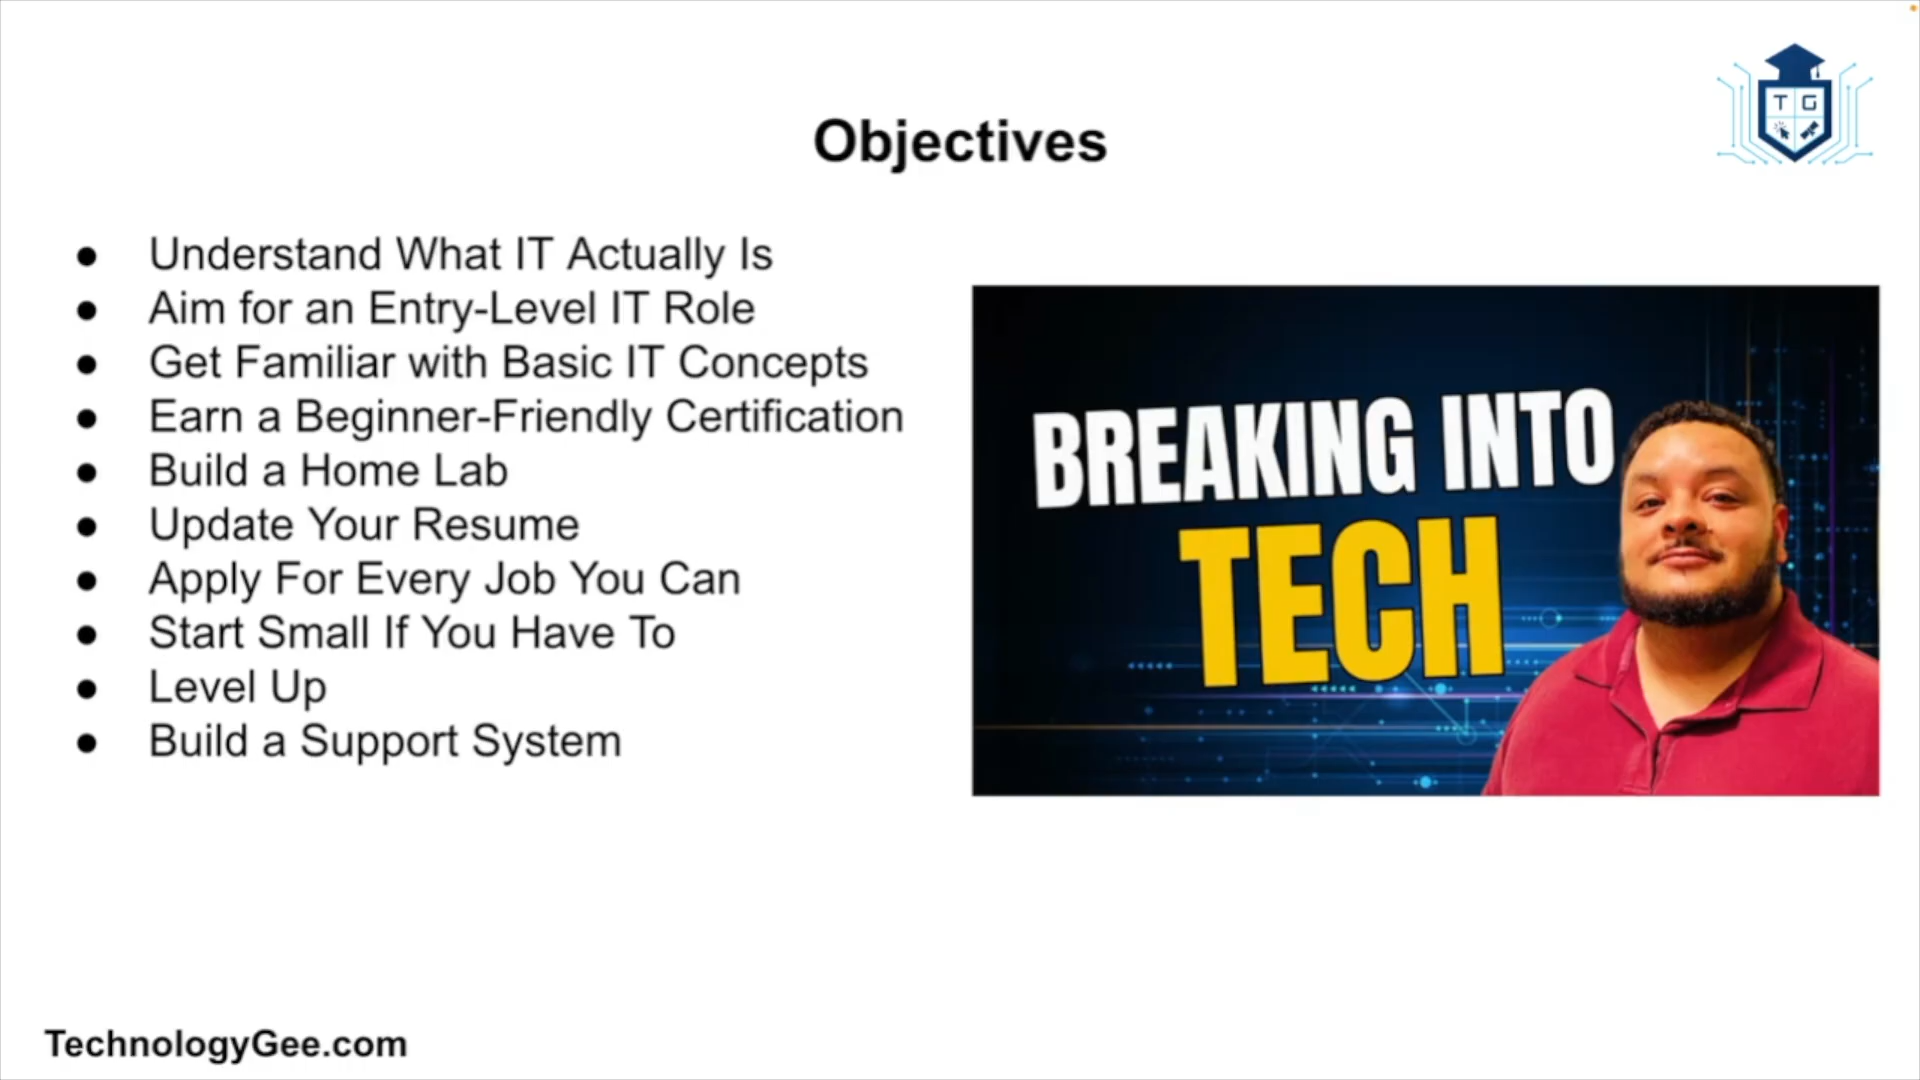 T G
Objectives
● Understand What IT Actually Is
● Aim for an Entry-Level IT Role
● Get Familiar with Basic IT Concepts
● Earn a Beginner-Friendly Certification
● Build a Home Lab
● Update Your Resume
● Apply For Every Job You Can
● Start Small If You Have To
● Level Up
● Build a Support System
BREAKING INTO
TECH
TechnologyGee.com